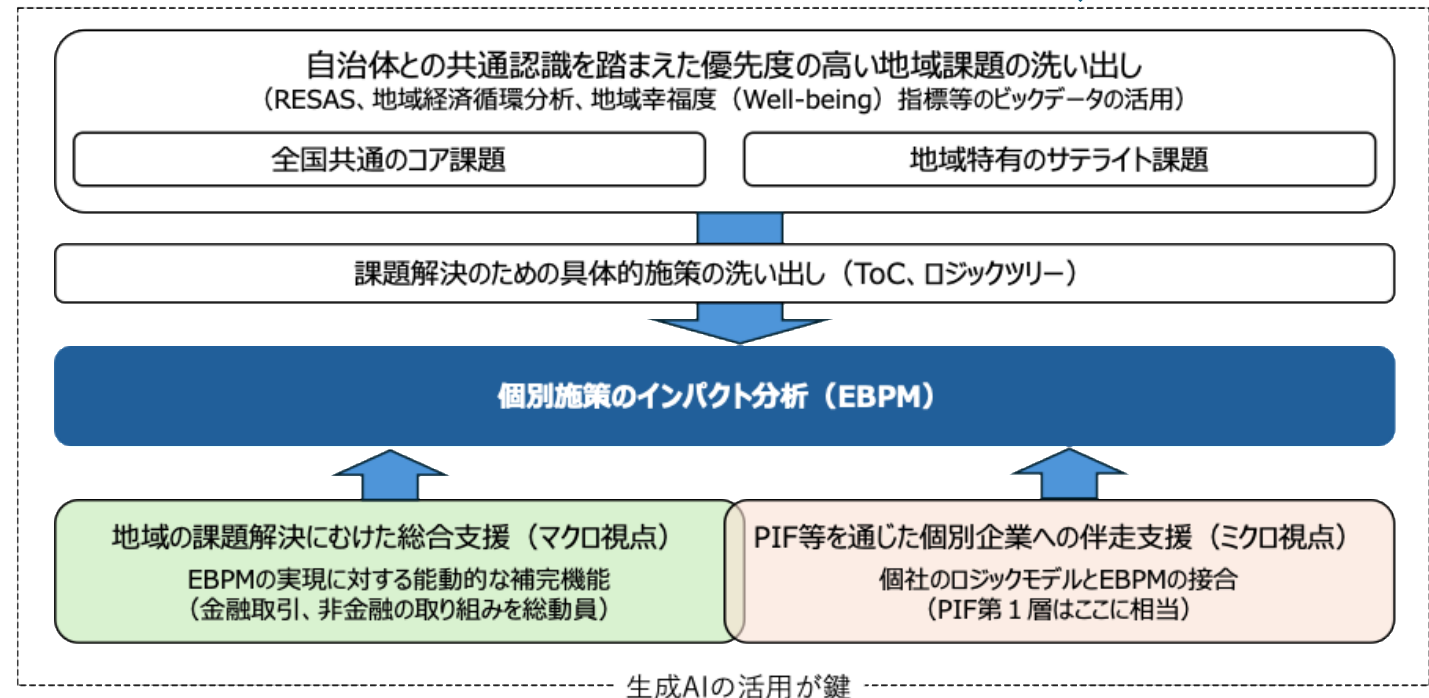 自治体との共通認識を踏まえた優先度の高い地域課題の洗い出し
（RESAS、地域経済循環分析、地域幸福度（Well-being）指標等のビックデータの活用）
全国共通のコア課題
地域特有のサテライト課題
課題解決のための具体的施策の洗い出し（ToC、ロジックツリー）
個別施策のインパクト分析（EBPM）
地域の課題解決にむけた総合支援（マクロ視点）
EBPMの実現に対する能動的な補完機能
（金融取引、非金融の取り組みを総動員）
PIF等を通じた個別企業への伴走支援（ミクロ視点）
個社のロジックモデルとEBPMの接合
（PIF第１層はここに相当）
生成AIの活用が鍵